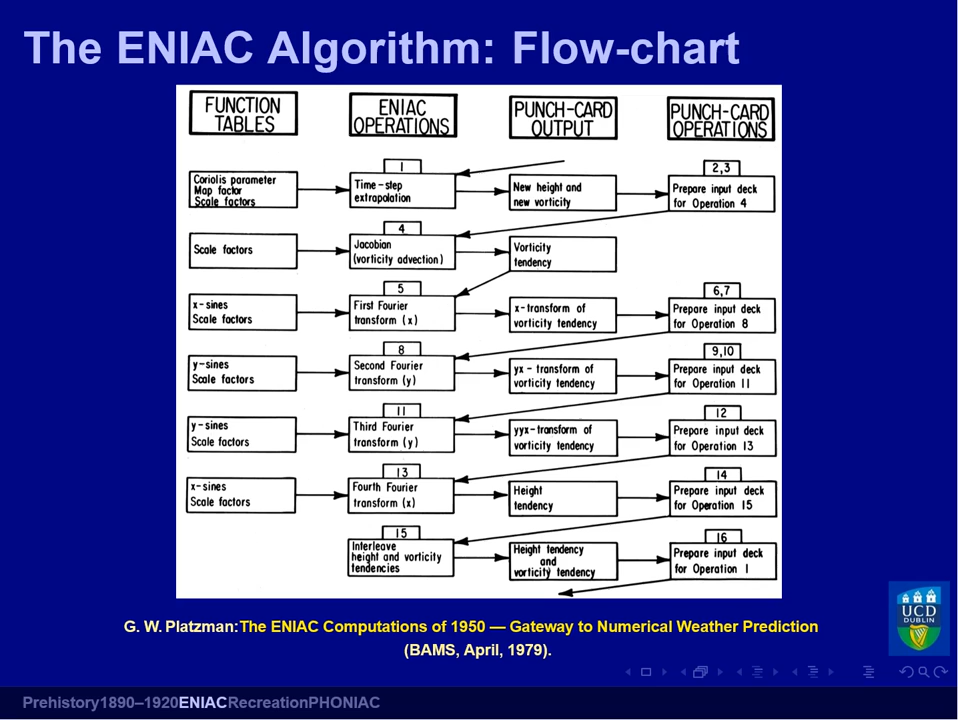 The ENIAC Algorithm: Flow-chart
FUNCTION
TABLES
ENIAC
OPERATIONS
PUNCH-CARD
OUTPUT
PUNCH-CARD
OPERATIONS
Coriolis parameter
Map factor
Scale factors
1
Time-step
extrapolation
New height and
new vorticity
2,3
Prepare input deck
for Operation 4
Scale factors
4
Jacobian
(vorticity advection)
Vorticity
tendency
x-sines
Scale factors
5
First Fourier
transform (x)
x-transform of
vorticity tendency
6,7
Prepare input deck
for Operation 8
y-sines
Scale factors
8
Second Fourier
transform (y)
yx-transform of
vorticity tendency
9,10
Prepare input deck
for Operation 11
y-sines
Scale factors
11
Third Fourier
transform (y)
yyx-transform of
vorticity tendency
12
Prepare input deck
for Operation 13
x-sines
Scale factors
13
Fourth Fourier
transform (x)
Height
tendency
14
Prepare input deck
for Operation 15
15
Interleave
height and vorticity
tendencies
Height tendency
and
vorticity tendency
16
Prepare input deck
for Operation 1
G. W. Platzman:The ENIAC Computations of 1950 — Gateway to Numerical Weather Prediction
(BAMS, April, 1979).
UCD
DUBLIN
Prehistory1890–1920ENIACRecreationPHONIAC